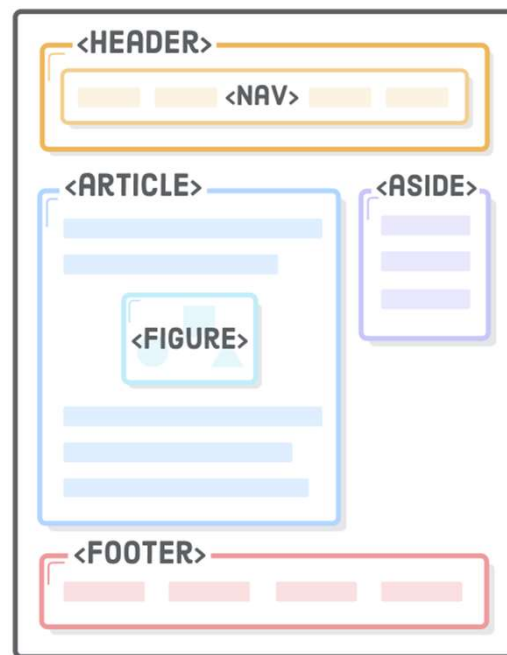 <HEADER>
<NAV>
<ARTICLE>
<ASIDE>
<FIGURE>
<FOOTER>